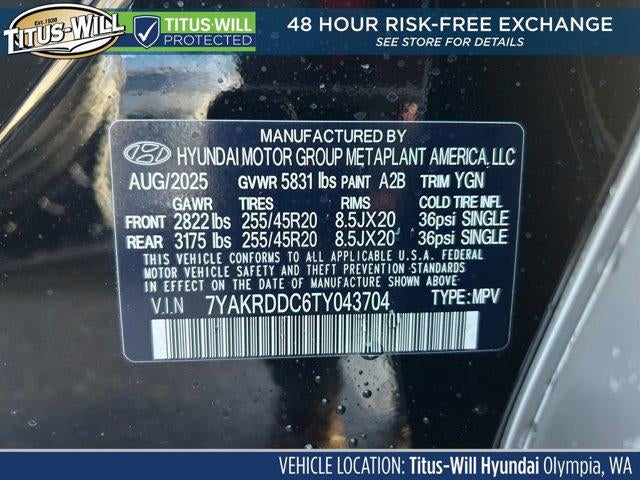 Est. 1938
TITUS-WILL
TITUS-WILL
PROTECTED
48 HOUR RISK-FREE EXCHANGE
SEE STORE FOR DETAILS
MANUFACTURED BY
HYUNDAI MOTOR GROUP METAPLANT AMERICA, LLC
AUG/2025 GVWR 5831 lbs PAINT A2B TRIM YGN
GAWR TIRES RIMS COLD TIRE INFL
FRONT 2822 lbs 255/45R20 8.5JX20 36psi SINGLE
REAR 3175 lbs 255/45R20 8.5JX20 36psi SINGLE
THIS VEHICLE CONFORMS TO ALL APPLICABLE U.S.A. FEDERAL
MOTOR VEHICLE SAFETY, BUMPER, AND THEFT PREVENTION STANDARDS
IN EFFECT ON THE DATE OF MANUFACTURE SHOWN ABOVE.
V.I.N 7YAKRDDC6TY043704 TYPE: MPV
VEHICLE LOCATION: Titus-Will Hyundai Olympia, WA